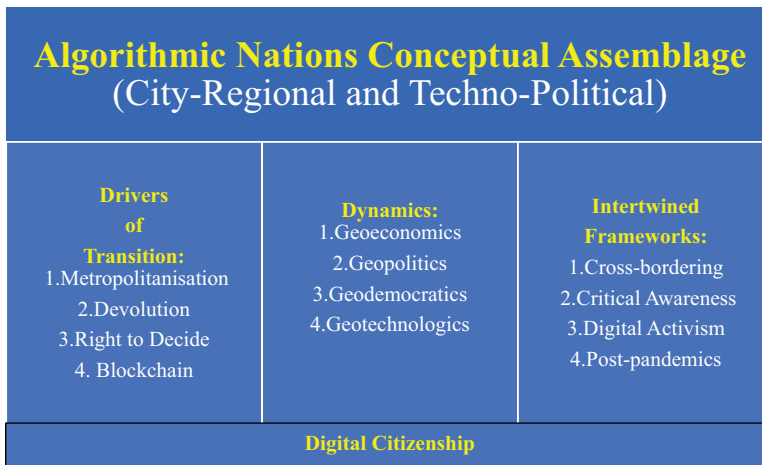 Algorithmic Nations Conceptual Assemblage
(City-Regional and Techno-Political)
Drivers
of
Transition:
1.Metropolitanisation
2.Devolution
3.Right to Decide
4. Blockchain
Dynamics:
1.Geoeconomics
2.Geopolitics
3.Geodemocratics
4.Geotechnologics
Intertwined
Frameworks:
1.Cross-bordering
2.Critical Awareness
3.Digital Activism
4.Post-pandemics
Digital Citizenship